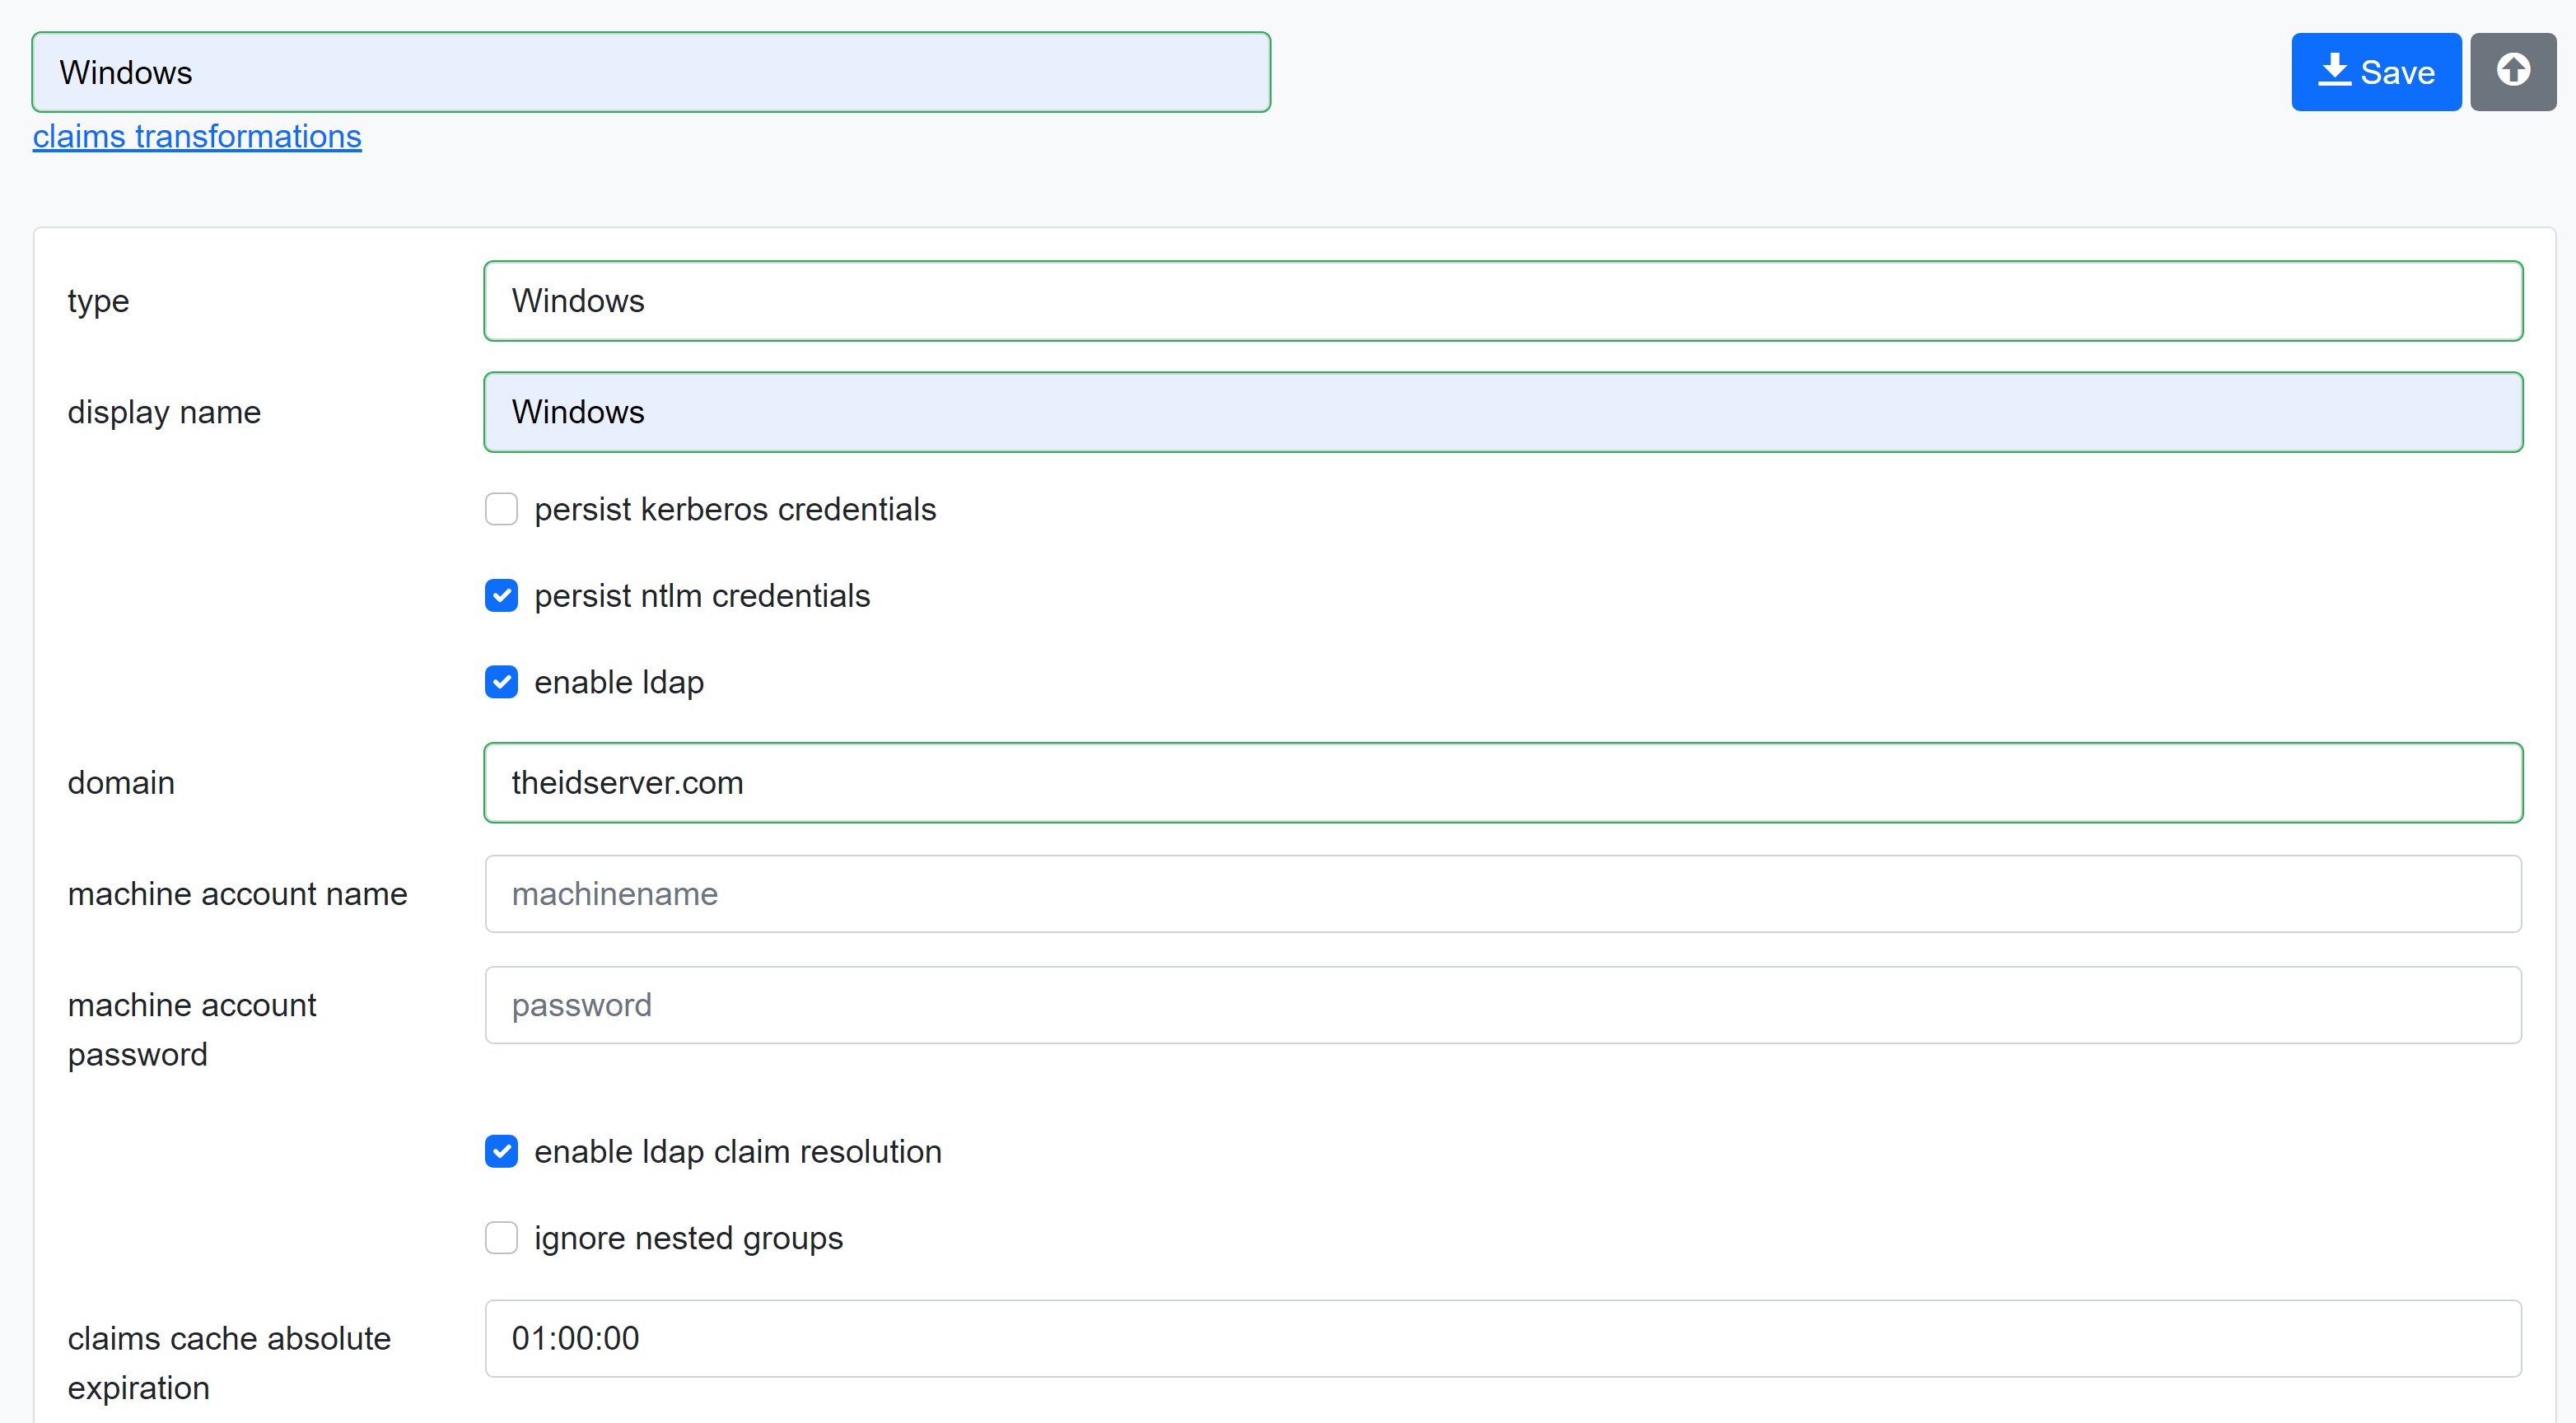 Windows
Save
claims transformations
type
Windows
display name
Windows
persist kerberos credentials
persist ntlm credentials
enable ldap
domain
theidserver.com
machine account name
machinename
machine account
password
password
enable ldap claim resolution
ignore nested groups
claims cache absolute
expiration
01:00:00